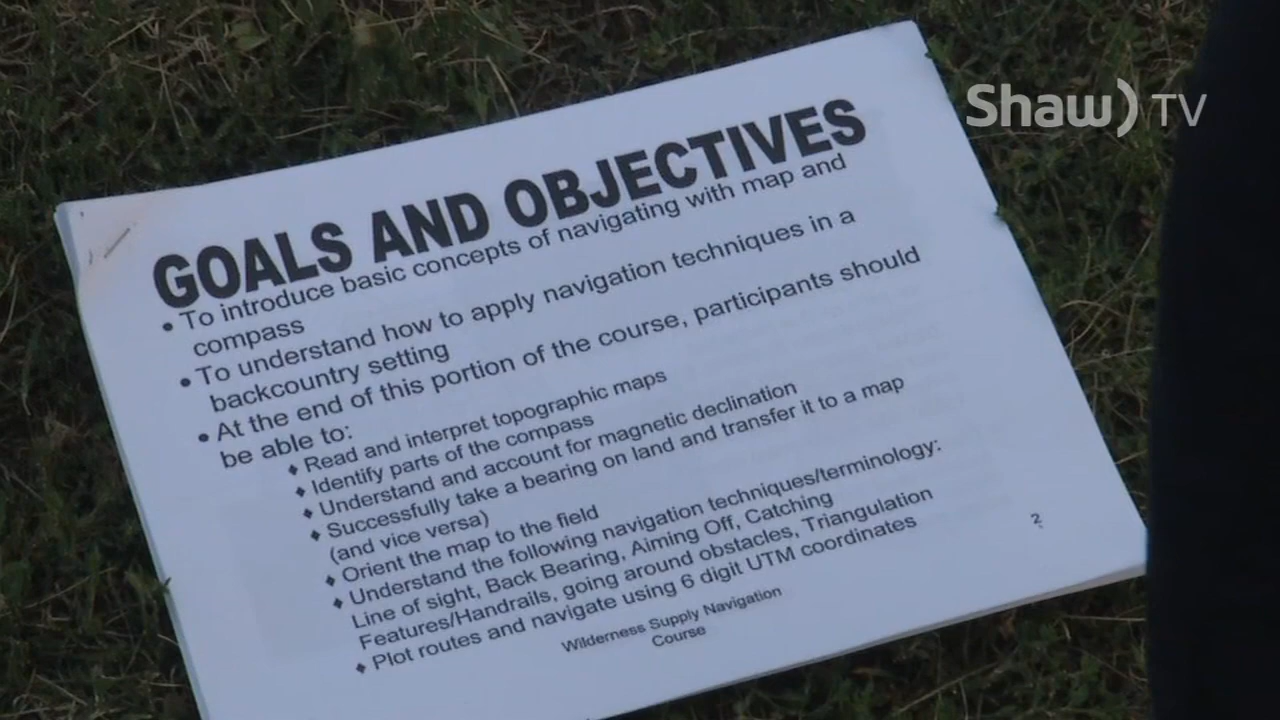 Shaw) TV
GOALS AND OBJECTIVES
• To introduce basic concepts of navigating with map and
compass
• To understand how to apply navigation techniques in a
backcountry setting
• At the end of this portion of the course, participants should
be able to:
♦ Read and interpret topographic maps
♦ Identify parts of the compass
♦ Understand and account for magnetic declination
♦ Successfully take a bearing on land and transfer it to a map
(and vice versa)
♦ Orient the map to the field
♦ Understand the following navigation techniques/terminology:
Line of sight, Back Bearing, Aiming Off, Catching
Features/Handrails, going around obstacles, Triangulation
♦ Plot routes and navigate using 6 digit UTM coordinates
Wilderness Supply Navigation
Course
2